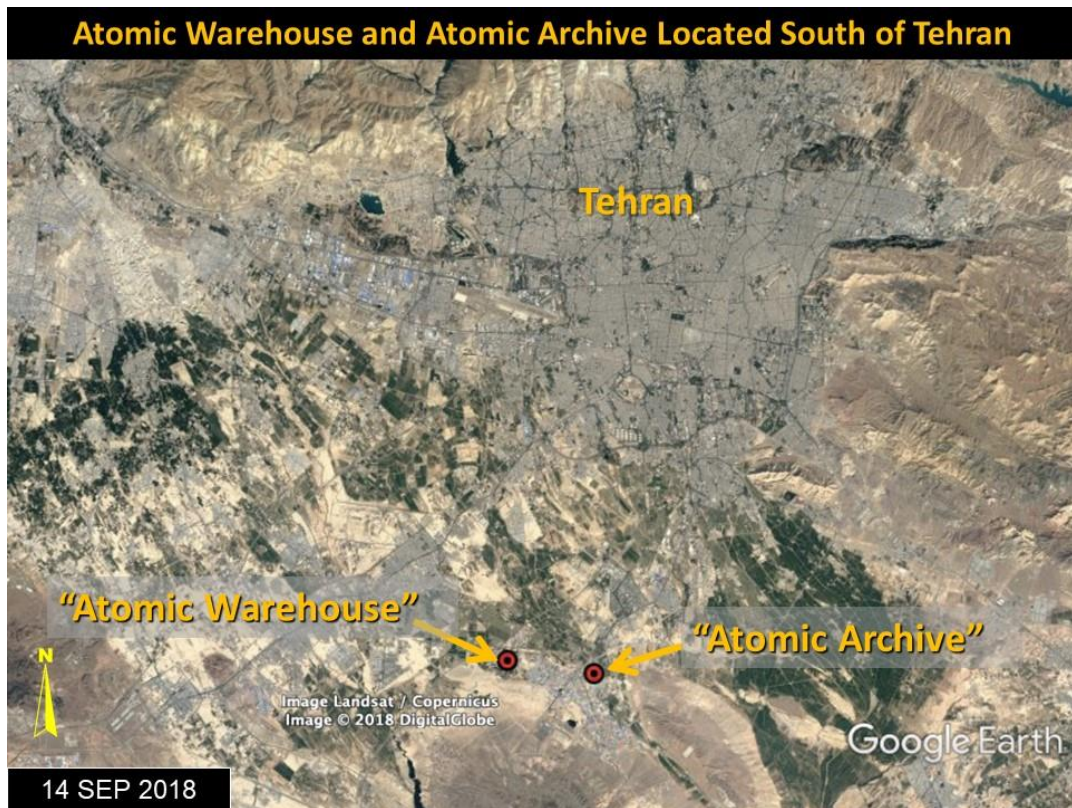 Atomic Warehouse and Atomic Archive Located South of Tehran
Tehran
“Atomic Warehouse”
“Atomic Archive”
N
Image Landsat / Copernicus
Image © 2018 DigitalGlobe
Google Earth
14 SEP 2018